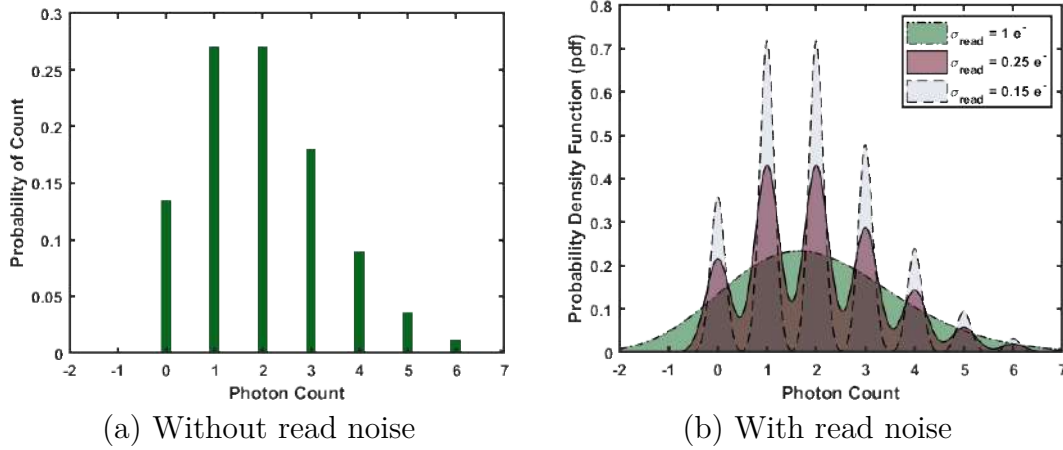 0.3
0.25
0.2
0.15
0.1
0.05
0
Probability of Count
-2 -1 0 1 2 3 4 5 6 7
Photon Count
(a) Without read noise
0.8
0.7
0.6
0.5
0.4
0.3
0.2
0.1
0
Probability Density Function (pdf)
σread = 1 e-
σread = 0.25 e-
σread = 0.15 e-
-2 -1 0 1 2 3 4 5 6 7
Photon Count
(b) With read noise